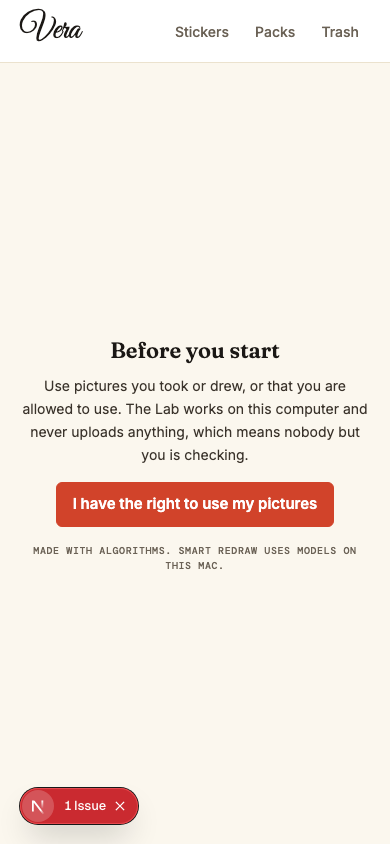 Vera
Stickers Packs Trash
Before you start
Use pictures you took or drew, or that you are
allowed to use. The Lab works on this computer and
never uploads anything, which means nobody but
you is checking.
I have the right to use my pictures
MADE WITH ALGORITHMS. SMART REDRAW USES MODELS ON
THIS MAC.
N 1 Issue